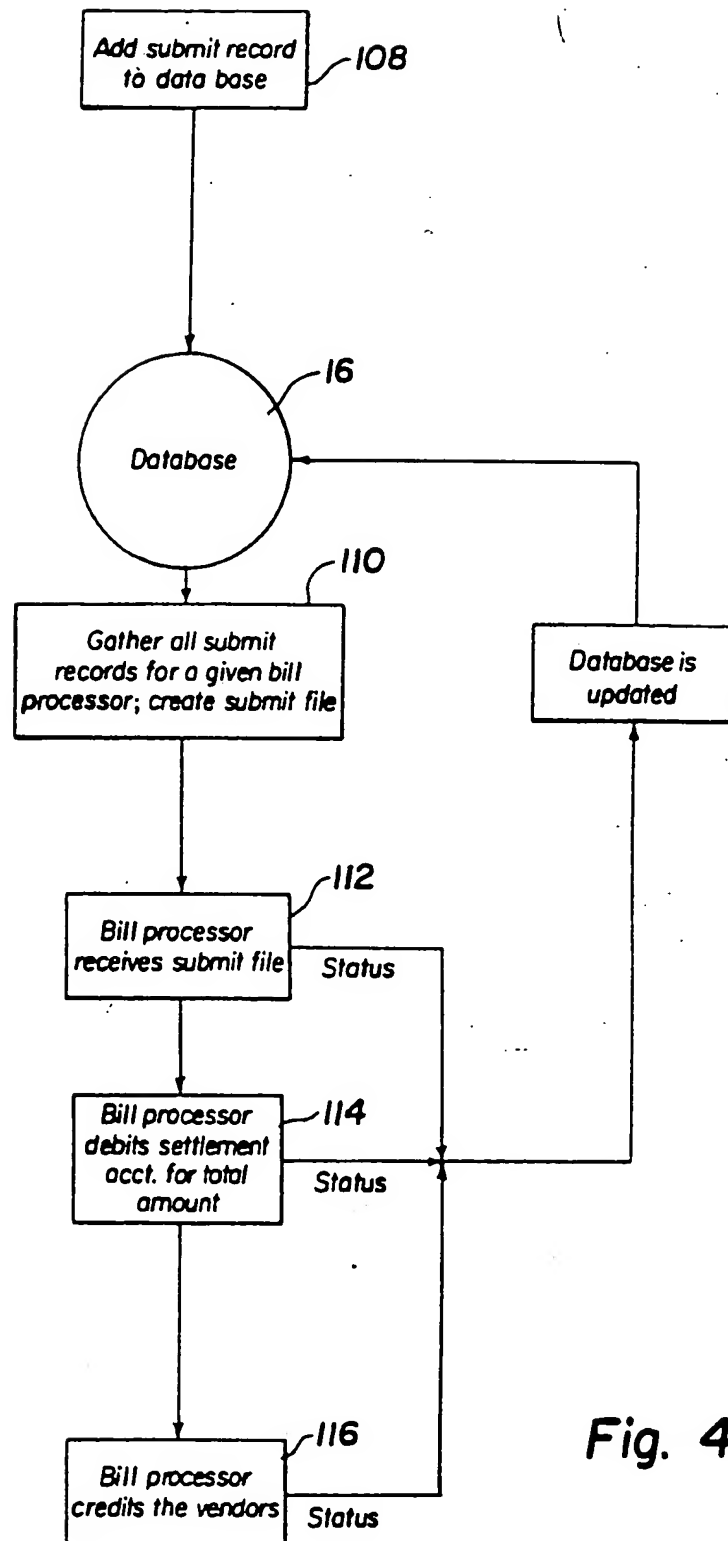 Add submit record
to data base
108
16
Database
110
Gather all submit
records for a given bill
processor; create submit file
Database is
updated
112
Bill processor
receives submit file
Status
114
Bill processor
debits settlement
acct. for total
amount
Status
116
Bill processor
credits the vendors
Status
Fig. 4